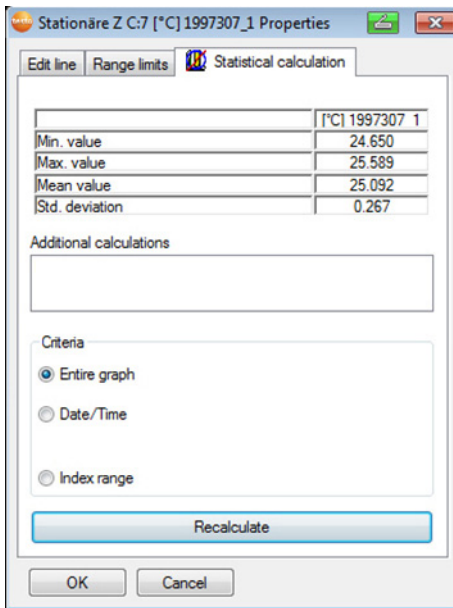 testo Stationäre Z C:7 [°C] 1997307_1 Properties
Edit line Range limits Statistical calculation
[°C] 1997307 1
Min. value 24.650
Max. value 25.589
Mean value 25.092
Std. deviation 0.267
Additional calculations
Criteria
Entire graph
Date/Time
Index range
Recalculate
OK Cancel